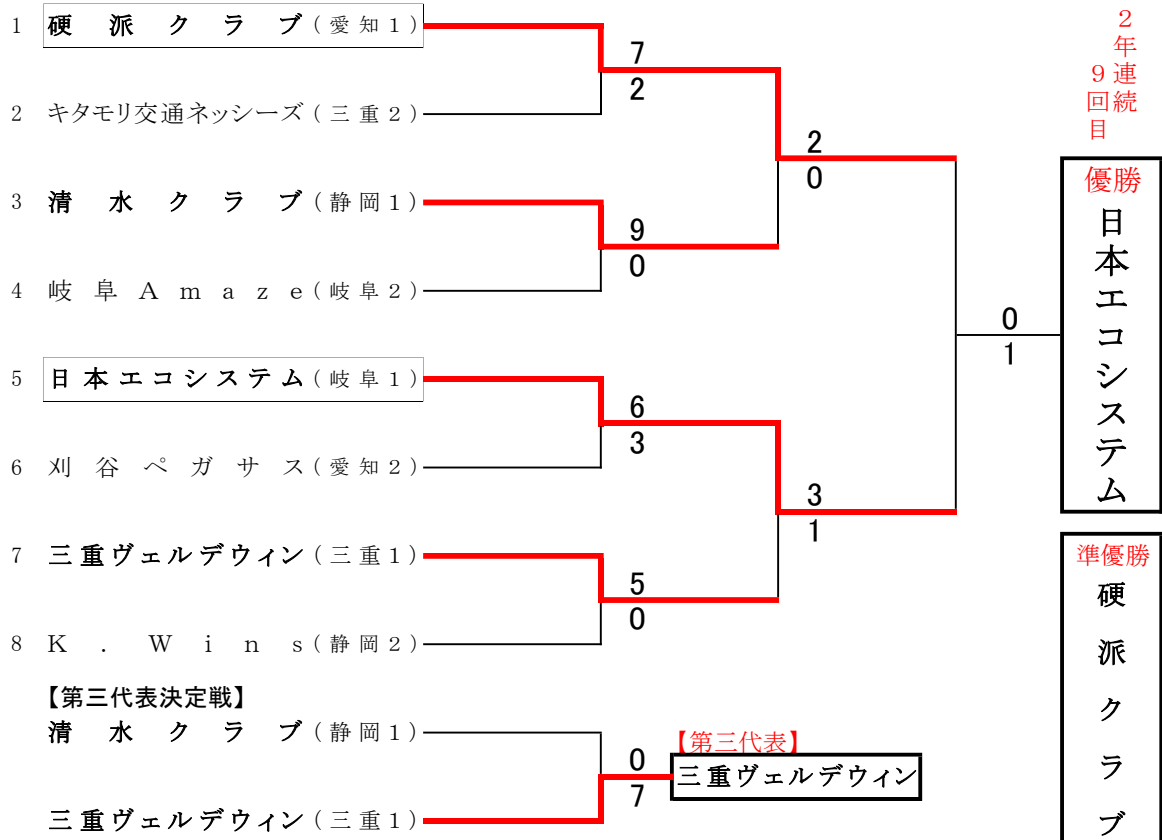 1 硬派クラブ(愛知1)
7
2
2 キタモリ交通ネッシーズ(三重2)
2
0
3 清水クラブ(静岡1)
9
0
4 岐阜Amaze(岐阜2)
0
1
5 日本エコシステム(岐阜1)
6
3
6 刈谷ペガサス(愛知2)
3
1
7 三重ヴェルデウィン(三重1)
5
0
8 K.Wins(静岡2)
【第三代表決定戦】
清水クラブ(静岡1)
0
7
三重ヴェルデウィン(三重1)
【第三代表】
三重ヴェルデウィン
2年連続
9回目
優勝
日本エコシステム
準優勝
硬派クラブ